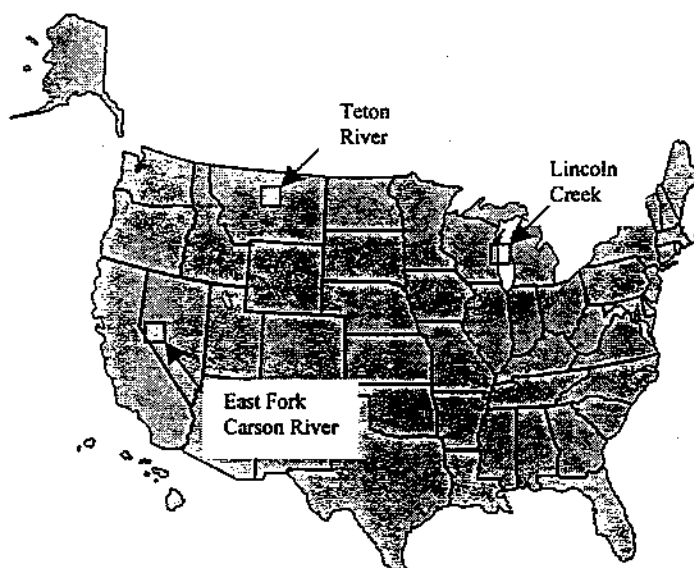 Teton
River
Lincoln
Creek
East Fork
Carson River